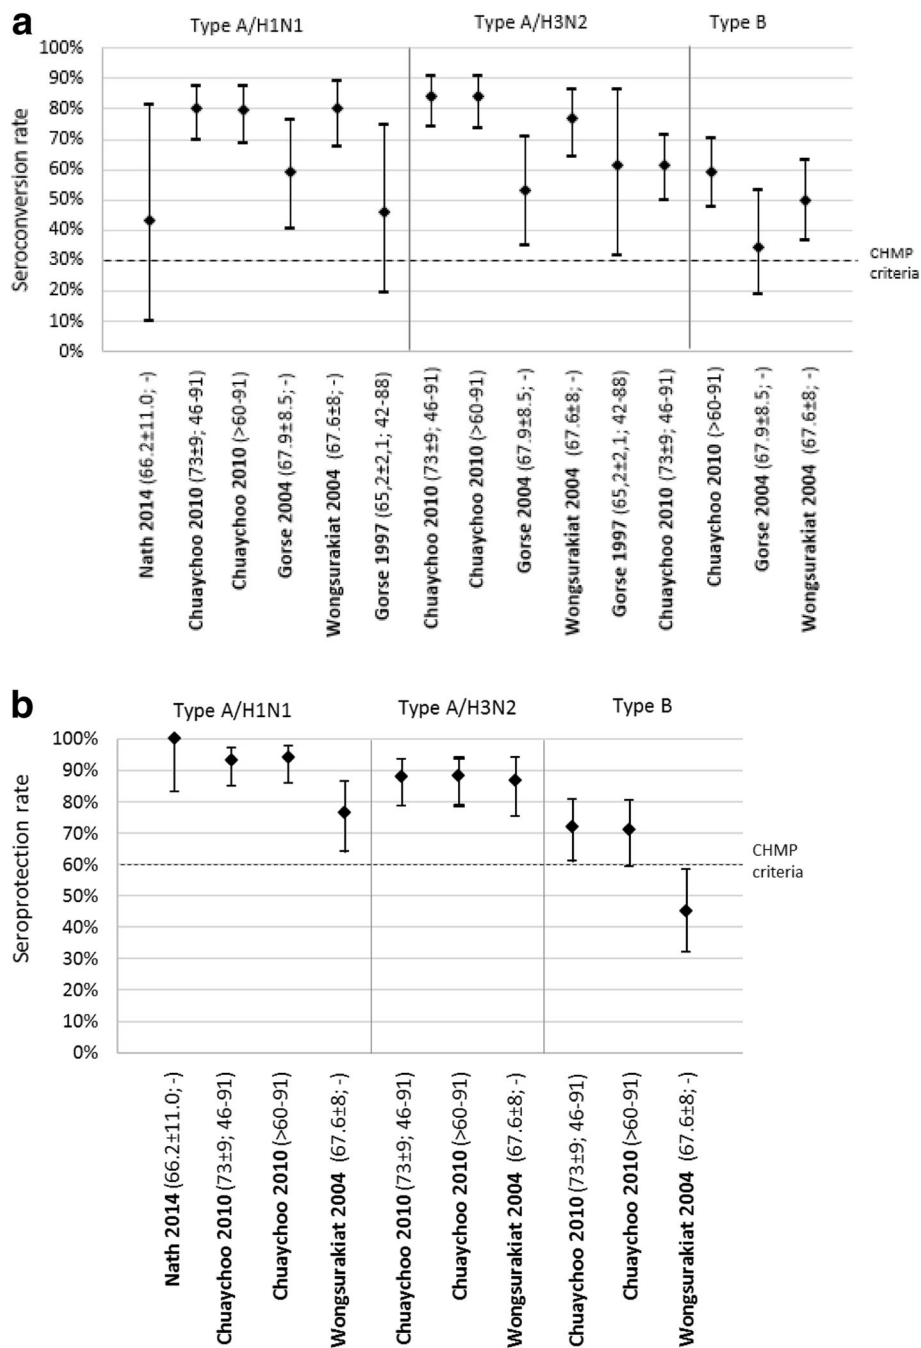 a
Type A/H1N1
Type A/H3N2
Type B
100%
90%
80%
70%
60%
50%
40%
30%
20%
10%
0%
Seroconversion rate
CHMP
criteria
Nath 2014 (66.2±11.0; -)
Chuaychoo 2010 (73±9; 46-91)
Chuaychoo 2010 (>60-91)
Gorse 2004 (67.9±8.5; -)
Wongsurakiat 2004 (67.6±8; -)
Gorse 1997 (65,2±2,1; 42-88)
Chuaychoo 2010 (73±9; 46-91)
Chuaychoo 2010 (>60-91)
Gorse 2004 (67.9±8.5; -)
Wongsurakiat 2004 (67.6±8; -)
Gorse 1997 (65,2±2,1; 42-88)
Chuaychoo 2010 (73±9; 46-91)
Chuaychoo 2010 (>60-91)
Gorse 2004 (67.9±8.5; -)
Wongsurakiat 2004 (67.6±8; -)
b
Type A/H1N1
Type A/H3N2
Type B
100%
90%
80%
70%
60%
50%
40%
30%
20%
10%
0%
Seroprotection rate
CHMP
criteria
Nath 2014 (66.2±11.0; -)
Chuaychoo 2010 (73±9; 46-91)
Chuaychoo 2010 (>60-91)
Wongsurakiat 2004 (67.6±8; -)
Chuaychoo 2010 (73±9; 46-91)
Chuaychoo 2010 (>60-91)
Wongsurakiat 2004 (67.6±8; -)
Chuaychoo 2010 (73±9; 46-91)
Chuaychoo 2010 (>60-91)
Wongsurakiat 2004 (67.6±8; -)